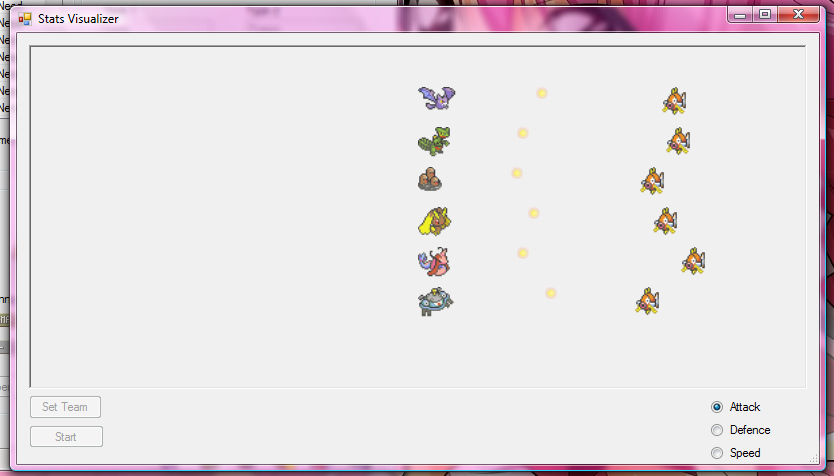 Stats Visualizer
Set Team
Start
Attack
Defence
Speed